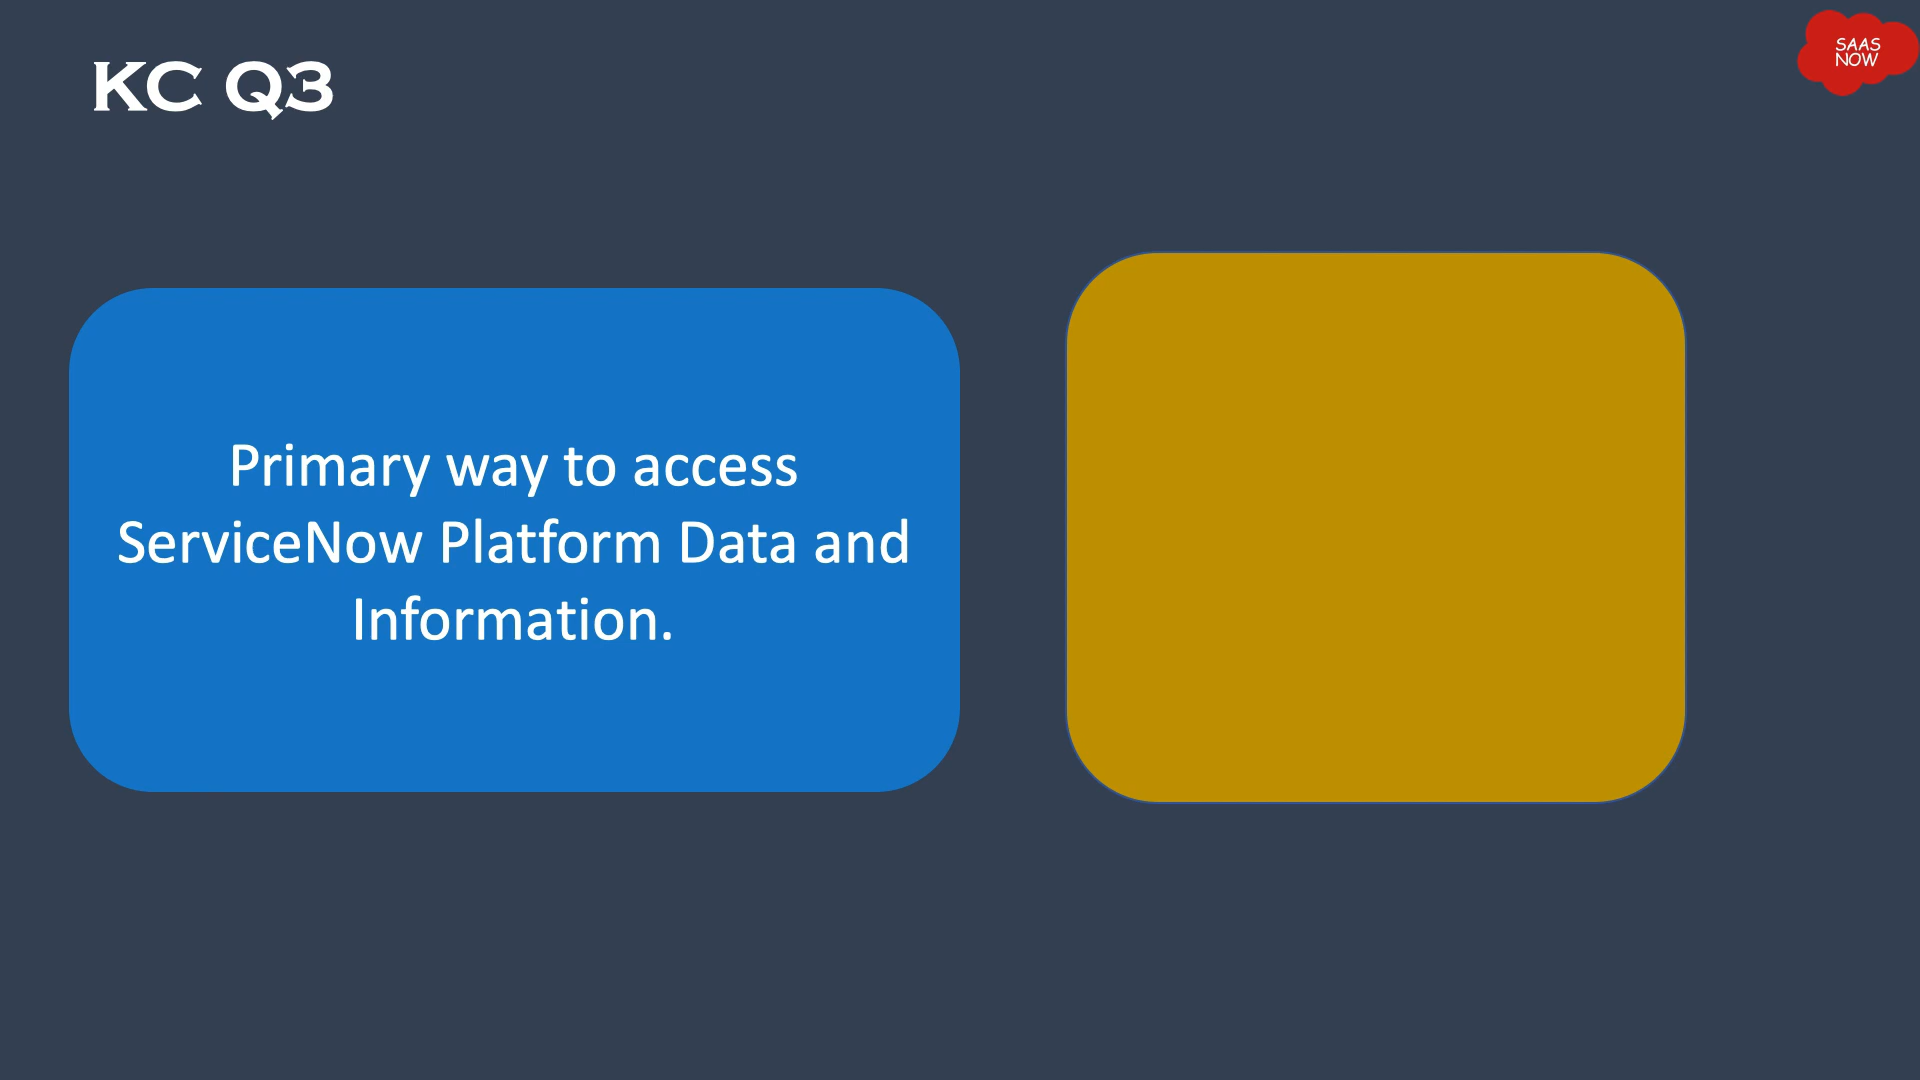 KC Q3
SAAS
NOW
Primary way to access
ServiceNow Platform Data and
Information.